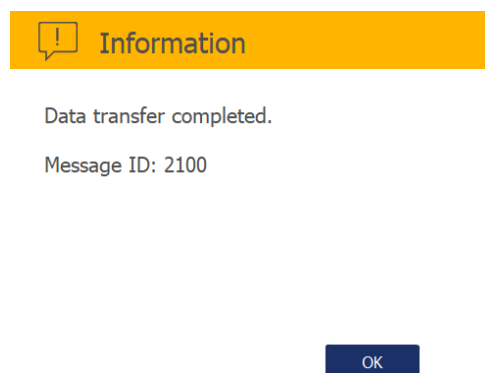 !
Information
Data transfer completed.
Message ID: 2100
OK